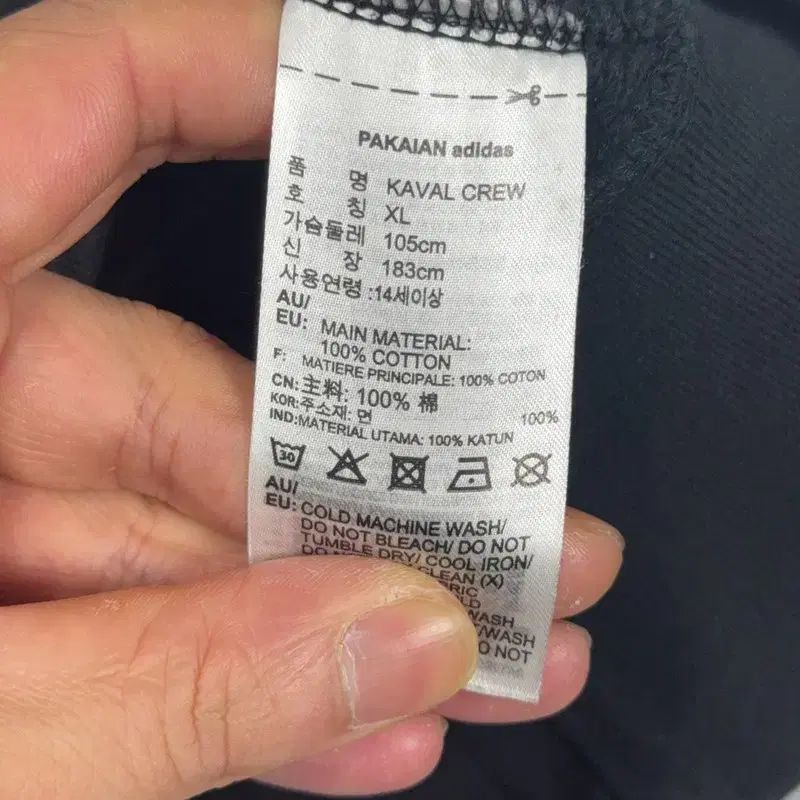 PAKAIAN adidas
품 명 KAVAL CREW
호 칭 XL
가슴둘레 105cm
신 장 183cm
사용연령 :14세이상
AU/
EU: MAIN MATERIAL:
100% COTTON
F: MATIERE PRINCIPALE: 100% COTON
CN:主料: 100% 棉
KOR:주소재: 면 100%
IND:MATERIAL UTAMA: 100% KATUN
30
AU/
EU: COLD MACHINE WASH/
DO NOT BLEACH/ DO NOT
TUMBLE DRY/ COOL IRON/
DO CLEAN (X)
WASH
/WASH
NOT